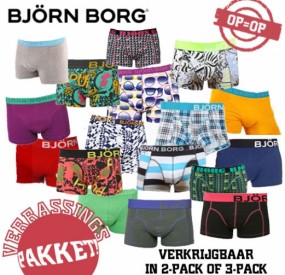 BJÖRN BORG
OP=OP
VERRASSINGS
PAKKET!
VERKRIJGBAAR
IN 2-PACK OF 3-PACK